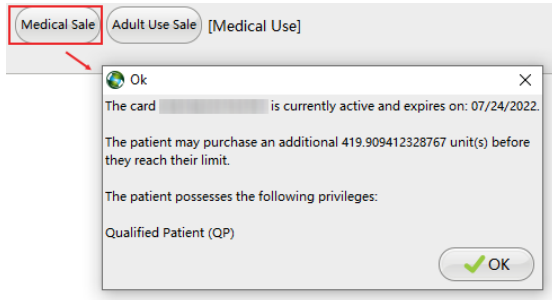 Medical Sale Adult Use Sale [Medical Use]
Ok
The card is currently active and expires on: 07/24/2022.
The patient may purchase an additional 419.909412328767 unit(s) before
they reach their limit.
The patient possesses the following privileges:
Qualified Patient (QP)
OK